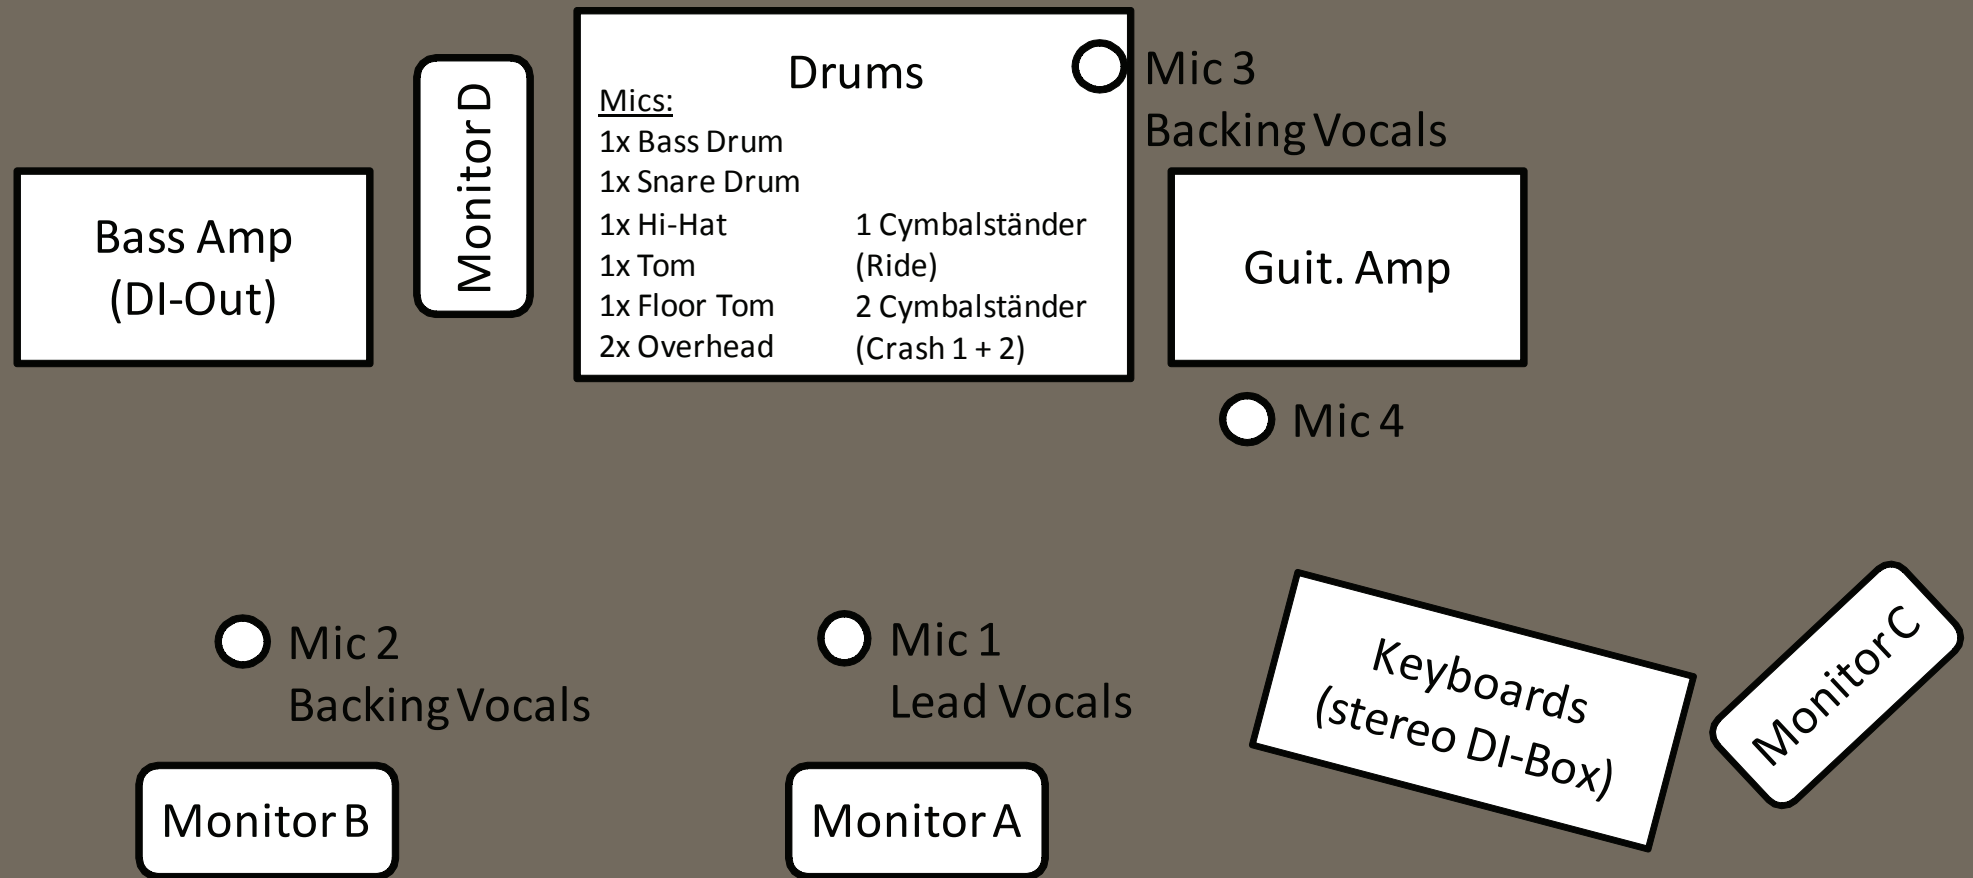 Drums
Mics:
1x Bass Drum
1x Snare Drum
1x Hi-Hat
1x Tom
1x Floor Tom
2x Overhead
1 Cymbalständer
(Ride)
2 Cymbalständer
(Crash 1 + 2)
Mic 3
Backing Vocals
Monitor D
Bass Amp
(DI-Out)
Guit. Amp
Mic 4
Mic 2
Backing Vocals
Mic 1
Lead Vocals
Keyboards
(stereo DI-Box)
Monitor C
Monitor B
Monitor A